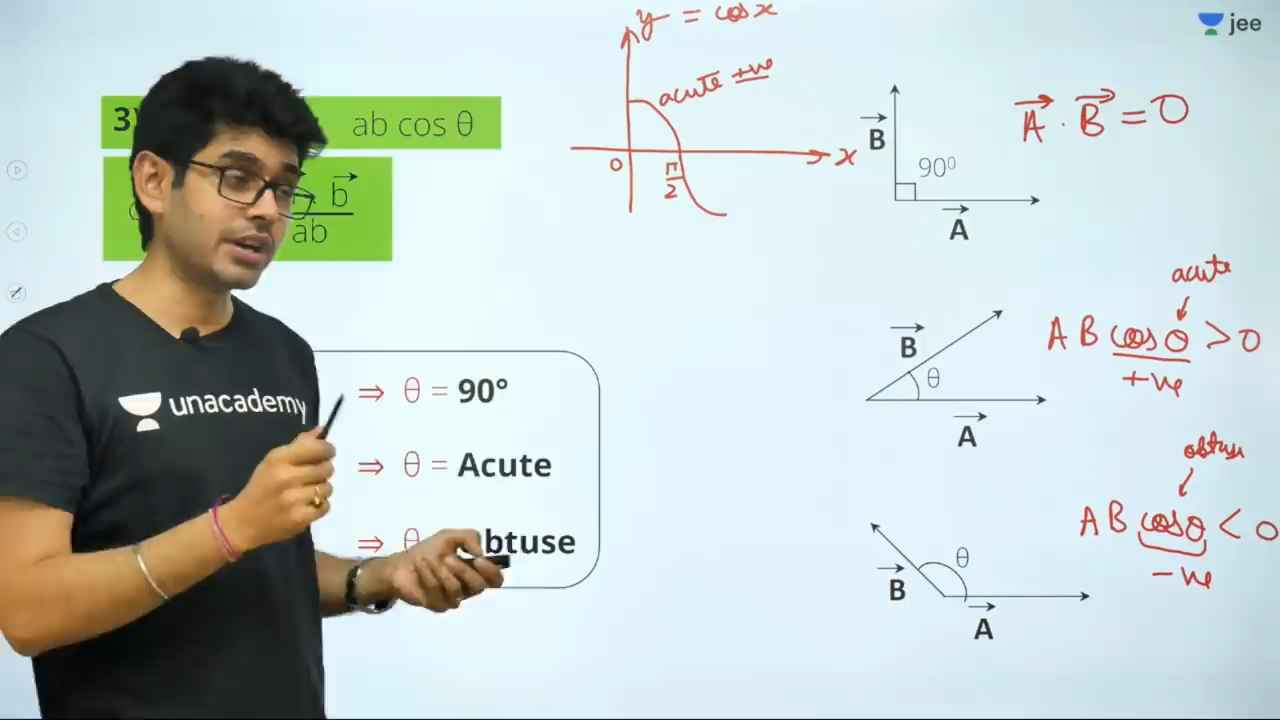 y = cos x
jee
3)
ab cos θ
acute +ve
A · B = 0
B
90⁰
A
0
π/2
x
b
ab
unacademy
acute
A B cos θ > 0
+ve
B
θ
A
⇒ θ = 90°
⇒ θ = Acute
⇒ θ
btuse
obtuse
A B cos θ < 0
-ve
B
θ
A